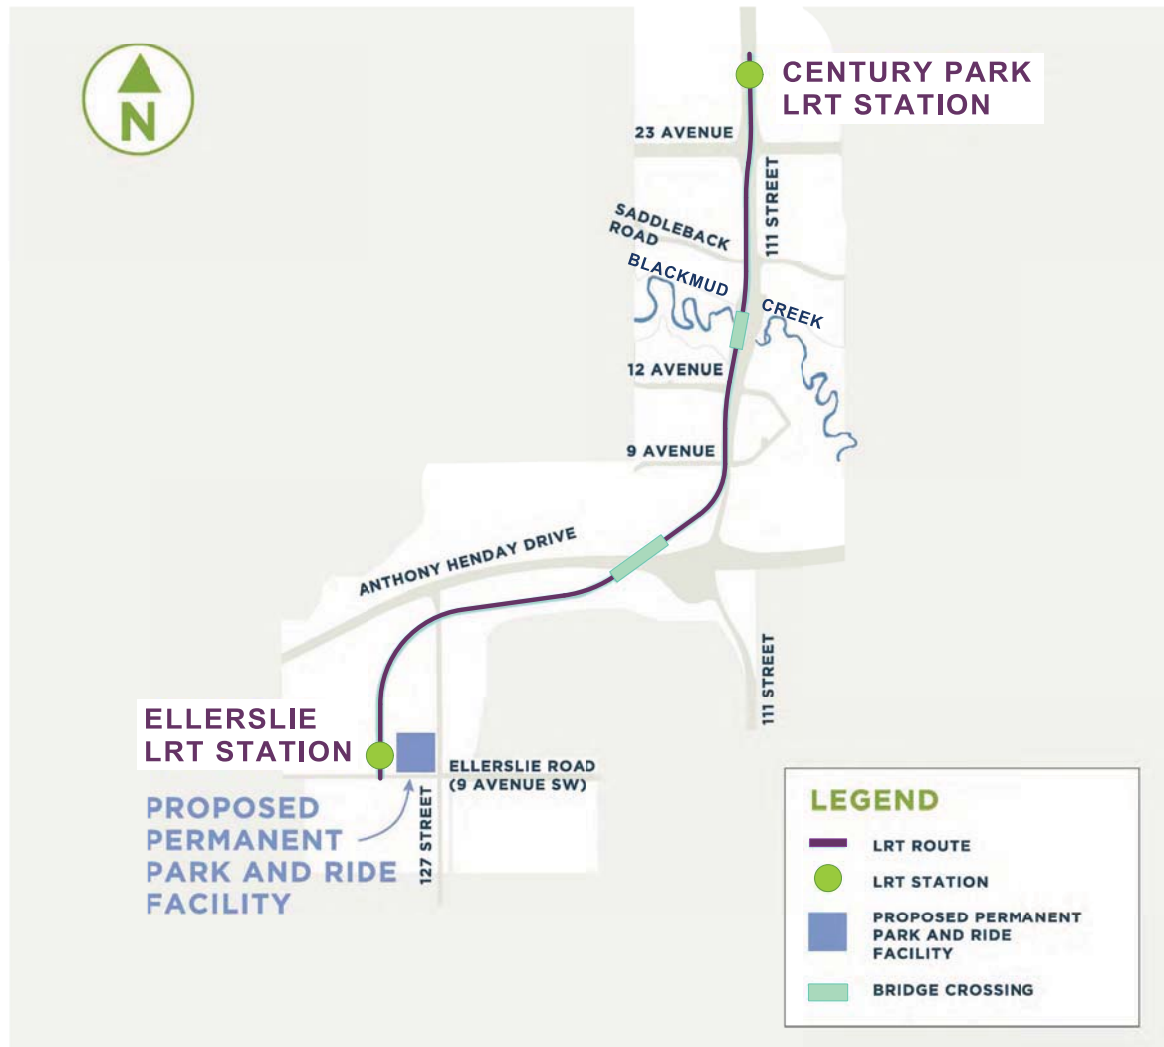 N
CENTURY PARK
LRT STATION
23 AVENUE
111 STREET
SADDLEBACK
ROAD
BLACKMUD
CREEK
12 AVENUE
9 AVENUE
ANTHONY HENDAY DRIVE
111 STREET
ELLERSLIE
LRT STATION
ELLERSLIE ROAD
(9 AVENUE SW)
PROPOSED
PERMANENT
PARK AND RIDE
FACILITY
127 STREET
LEGEND
LRT ROUTE
LRT STATION
PROPOSED PERMANENT
PARK AND RIDE
FACILITY
BRIDGE CROSSING